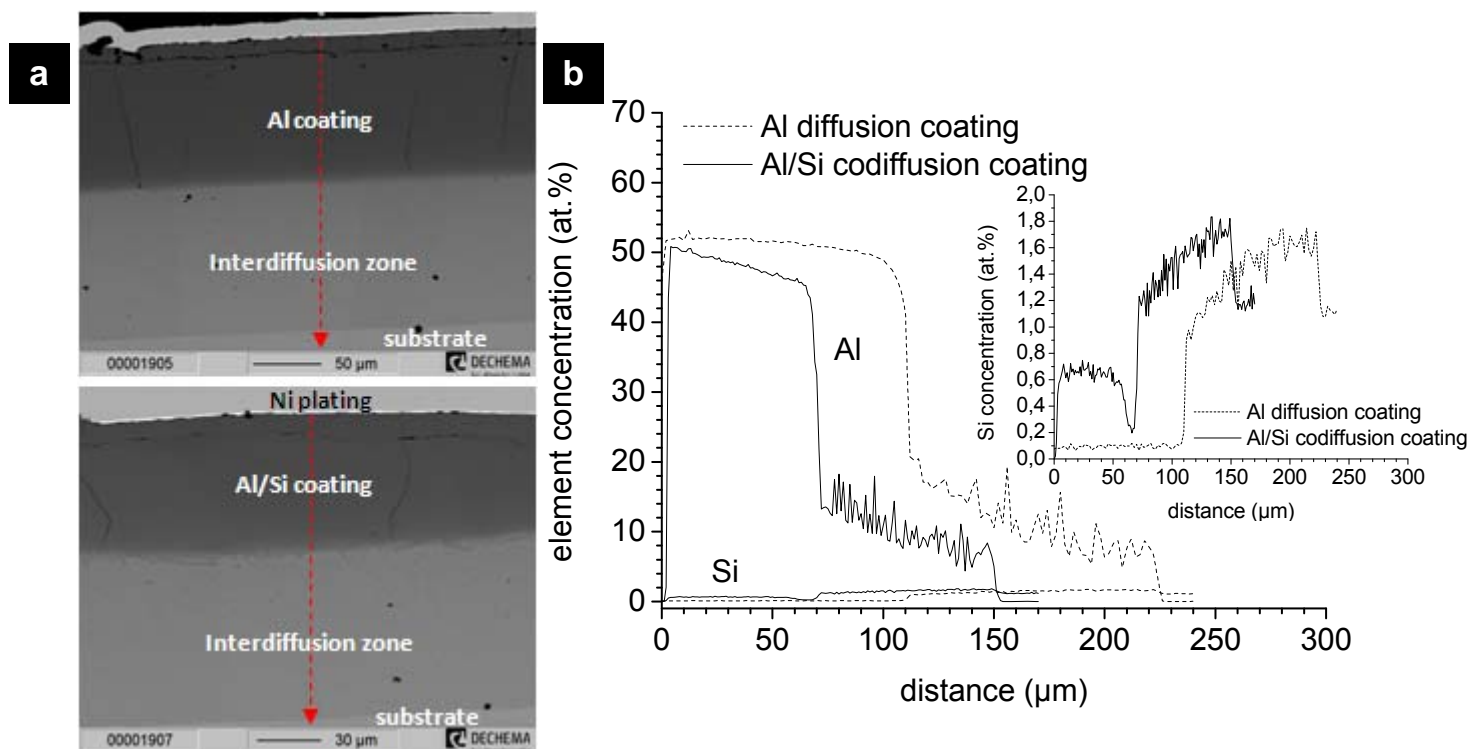 a
Al coating
Interdiffusion zone
substrate
00001905
50 µm
DECHEMA
Ni plating
Al/Si coating
Interdiffusion zone
substrate
00001907
30 µm
DECHEMA
b
element concentration (at.%)
70
60
50
40
30
20
10
0
Al diffusion coating
Al/Si codiffusion coating
Al
Si
0 50 100 150 200 250 300
distance (µm)
Si concentration (at.%)
2,0
1,8
1,6
1,4
1,2
1,0
0,8
0,6
0,4
0,2
0,0
Al diffusion coating
Al/Si codiffusion coating
0 50 100 150 200 250 300
distance (µm)